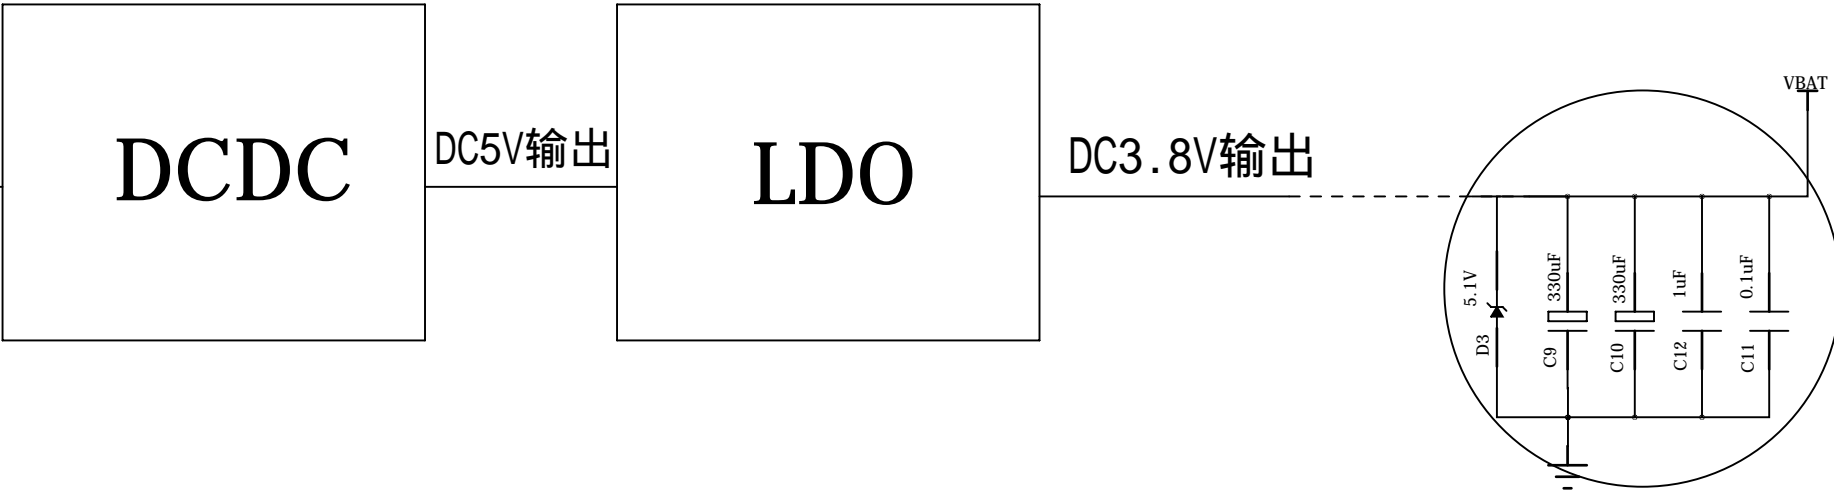 DCDC
DC5V输出
LDO
DC3.8V输出
VBAT
5.1V
D3
330uF
C9
330uF
C10
1uF
C12
0.1uF
C11